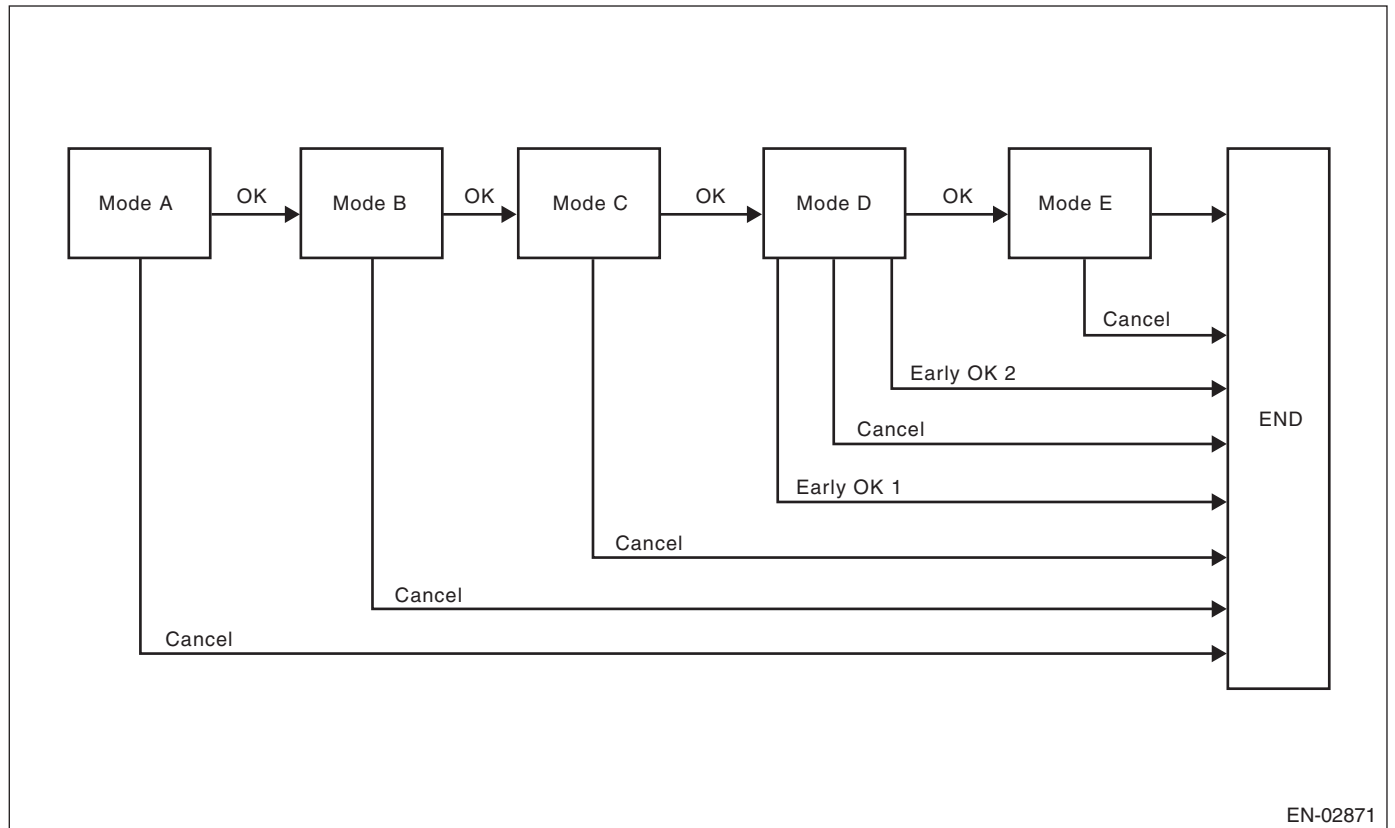 OK
OK
OK
OK
Mode A
Mode B
Mode C
Mode D
Mode E
Cancel
Early OK 2
END
Cancel
Early OK 1
Cancel
Cancel
Cancel
EN-02871